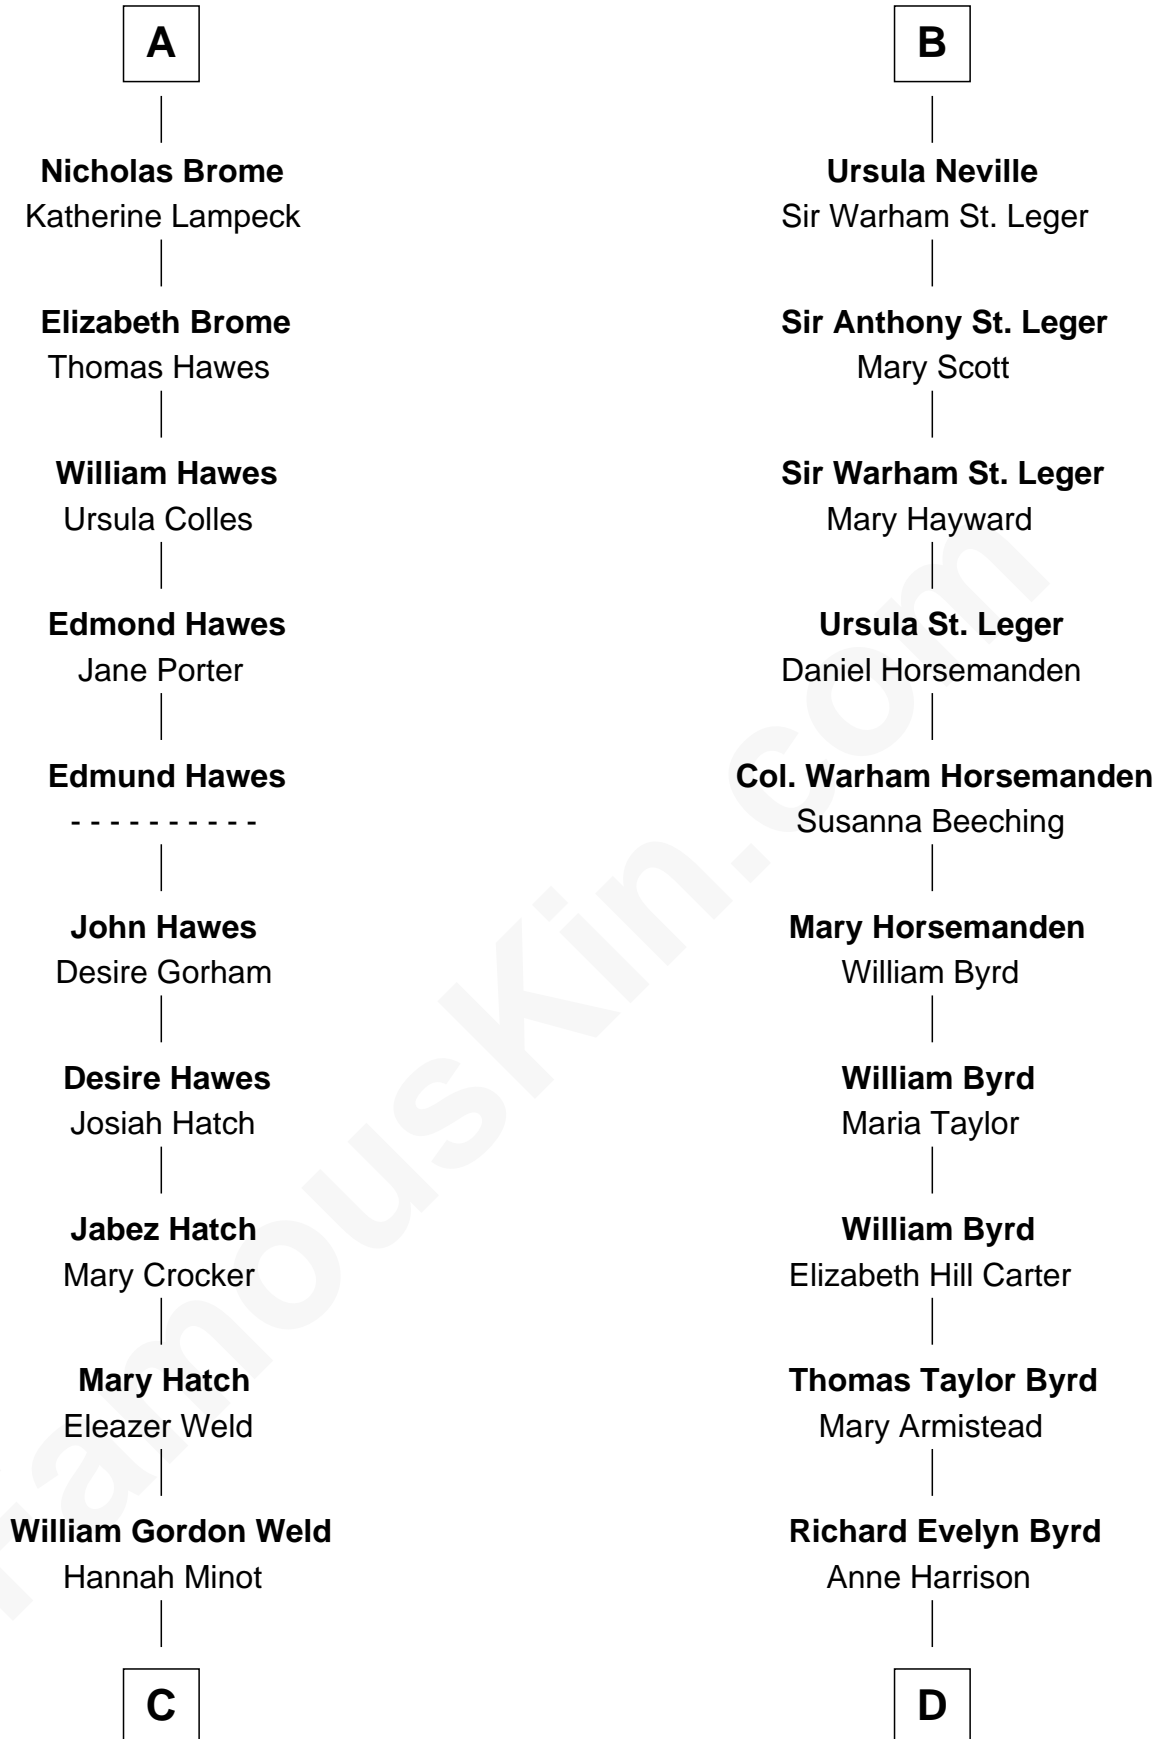 A
Nicholas Brome
Katherine Lampeck
Elizabeth Brome
Thomas Hawes
William Hawes
Ursula Colles
Edmond Hawes
Jane Porter
Edmund Hawes
- - - - - - - - - -
John Hawes
Desire Gorham
Desire Hawes
Josiah Hatch
Jabez Hatch
Mary Crocker
Mary Hatch
Eleazer Weld
William Gordon Weld
Hannah Minot
C
B
Ursula Neville
Sir Warham St. Leger
Sir Anthony St. Leger
Mary Scott
Sir Warham St. Leger
Mary Hayward
Ursula St. Leger
Daniel Horsemanden
Col. Warham Horsemanden
Susanna Beeching
Mary Horsemanden
William Byrd
William Byrd
Maria Taylor
William Byrd
Elizabeth Hill Carter
Thomas Taylor Byrd
Mary Armistead
Richard Evelyn Byrd
Anne Harrison
D
FamousKin.com